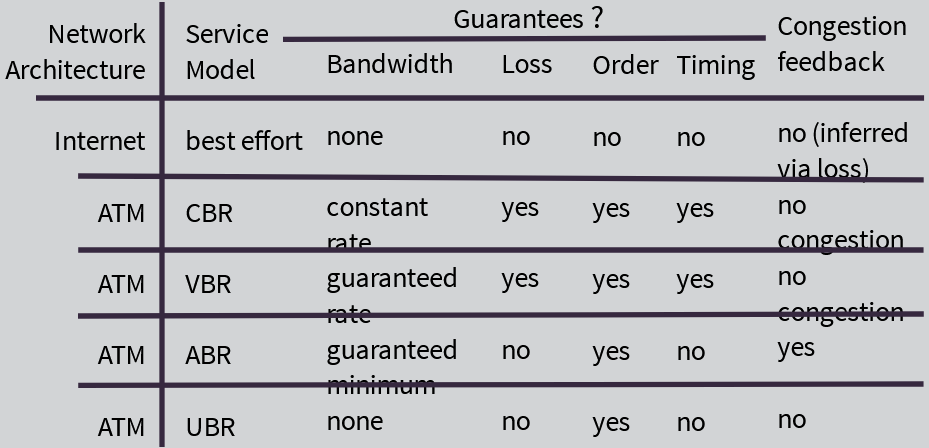 Guarantees ?
Network Service Congestion
Architecture Model Bandwidth Loss Order Timing feedback
Internet best effort none no no no no (inferred
via loss)
ATM CBR constant yes yes yes no
rate congestion
ATM VBR guaranteed yes yes yes no
rate congestion
ATM ABR guaranteed no yes no yes
minimum
ATM UBR none no yes no no